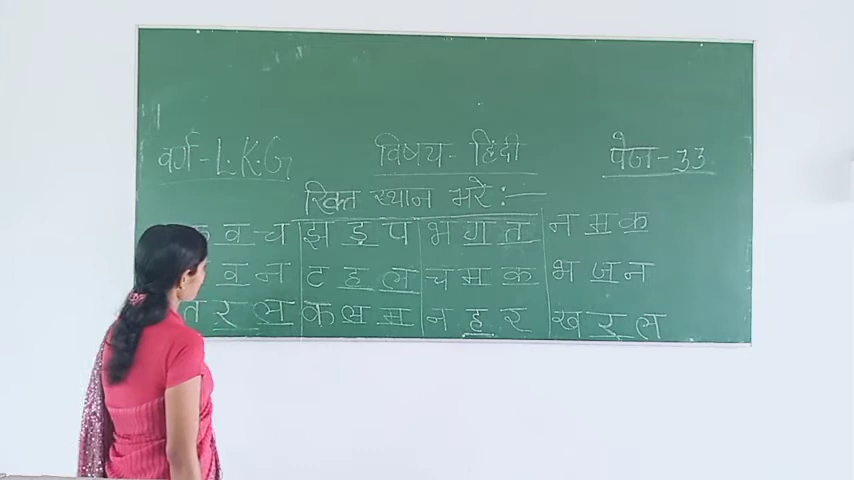 वर्ग-L.K.G विषय- हिंदी पेज-33
रिक्त स्थान भरे:-
व च झ ड़ प भ ग त न म क
व न ट ह ल च म क भ ज न
त र ल क ल म न ह र ख र ल